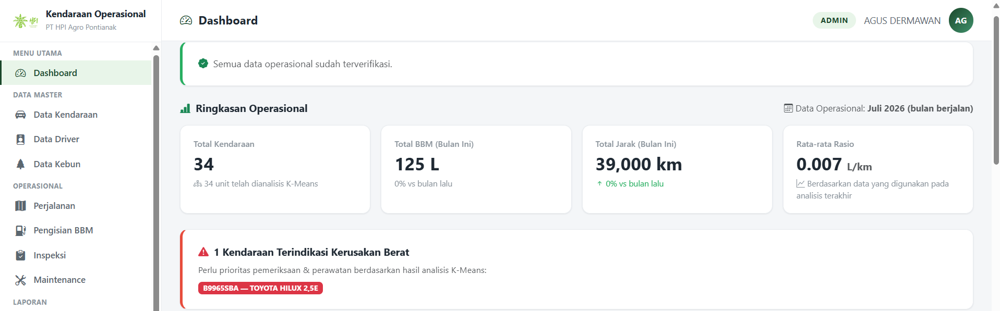 HPI
Kendaraan Operasional
PT HPI Agro Pontianak
MENU UTAMA
Dashboard
DATA MASTER
Data Kendaraan
Data Driver
Data Kebun
OPERASIONAL
Perjalanan
Pengisian BBM
Inspeksi
Maintenance
LAPORAN
Dashboard
ADMIN
AGUS DERMAWAN
AG
Semua data operasional sudah terverifikasi.
Ringkasan Operasional
Data Operasional: Juli 2026 (bulan berjalan)
Total Kendaraan
34
34 unit telah dianalisis K-Means
Total BBM (Bulan Ini)
125 L
0% vs bulan lalu
Total Jarak (Bulan Ini)
39,000 km
↑ 0% vs bulan lalu
Rata-rata Rasio
0.007 L/km
Berdasarkan data yang digunakan pada
analisis terakhir
1 Kendaraan Terindikasi Kerusakan Berat
Perlu prioritas pemeriksaan & perawatan berdasarkan hasil analisis K-Means:
B9965SBA — TOYOTA HILUX 2,5E